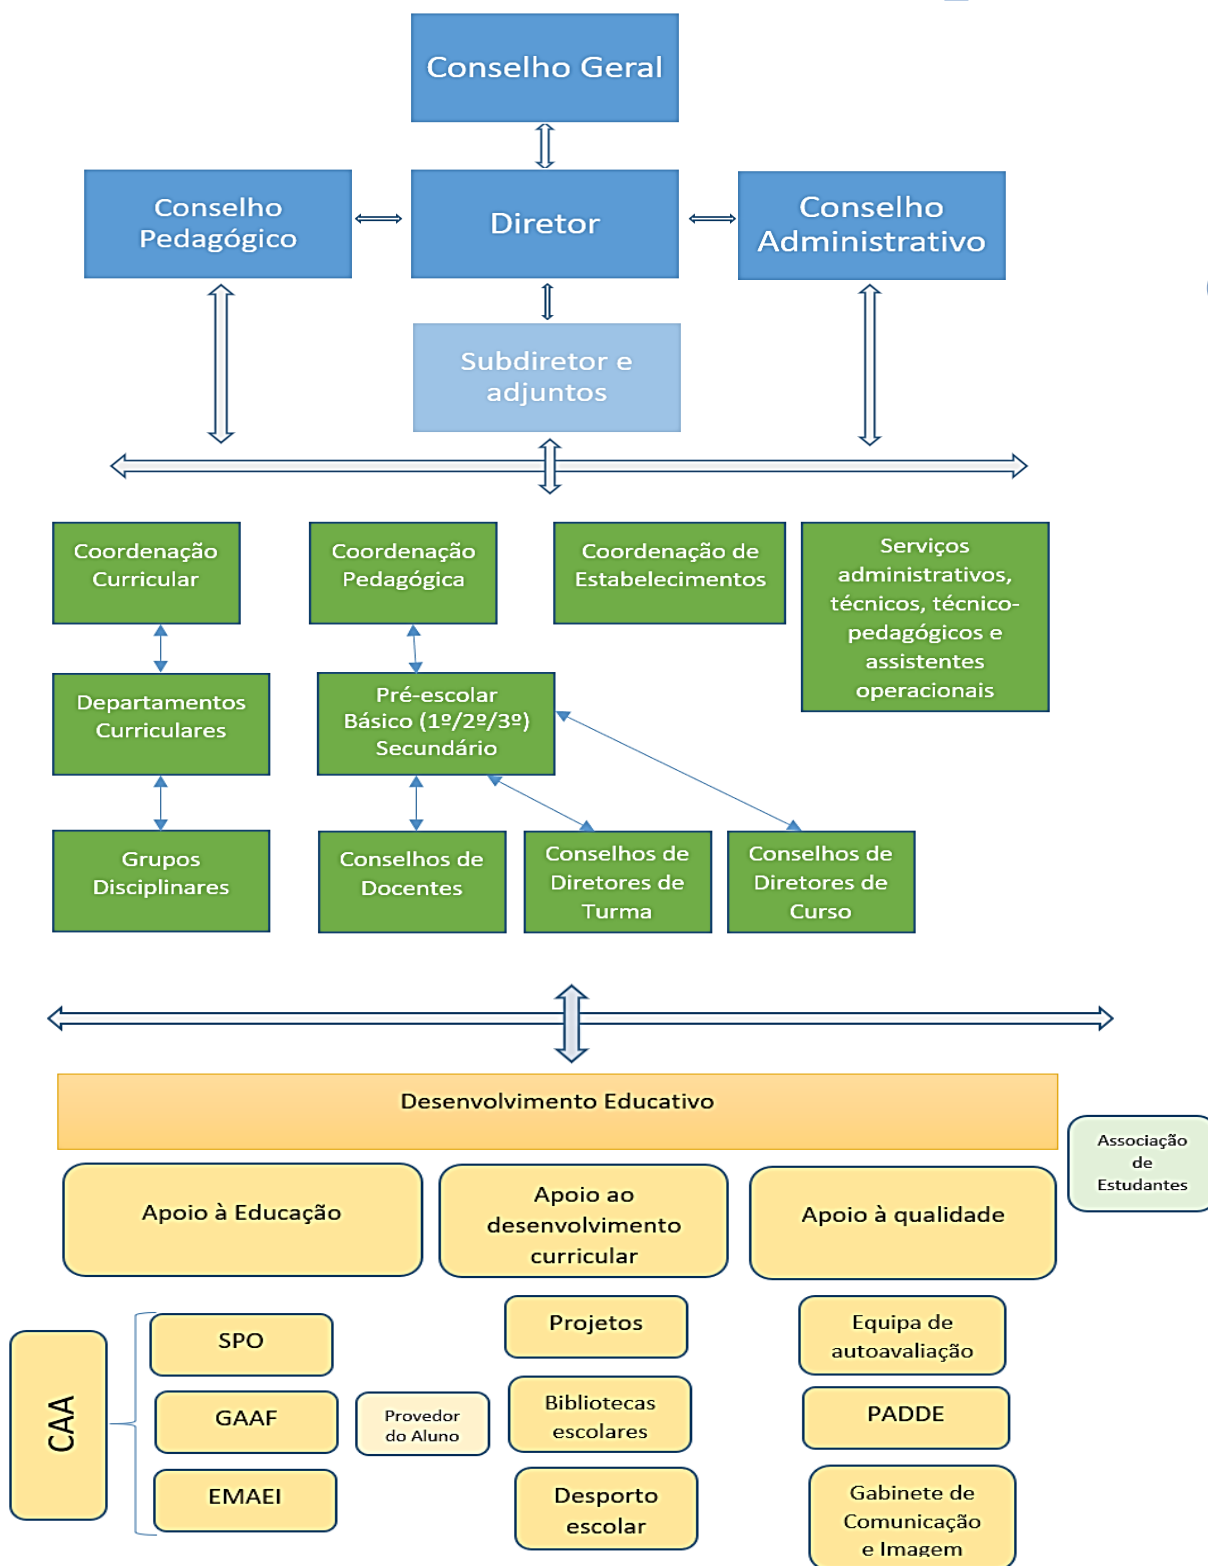 Conselho Geral
Conselho
Pedagógico
Diretor
Conselho
Administrativo
Subdiretor e
adjuntos
Coordenação
Curricular
Coordenação
Pedagógica
Coordenação de
Estabelecimentos
Serviços
administrativos,
técnicos, técnico-
pedagógicos e
assistentes
operacionais
Departamentos
Curriculares
Pré-escolar
Básico (1º/2º/3º)
Secundário
Grupos
Disciplinares
Conselhos de
Docentes
Conselhos de
Diretores de
Turma
Conselhos de
Diretores de
Curso
Desenvolvimento Educativo
Associação
de
Estudantes
Apoio à Educação
Apoio ao
desenvolvimento
curricular
Apoio à qualidade
CAA
SPO
GAAF
EMAEI
Provedor
do Aluno
Projetos
Bibliotecas
escolares
Desporto
escolar
Equipa de
autoavaliação
PADDE
Gabinete de
Comunicação
e Imagem